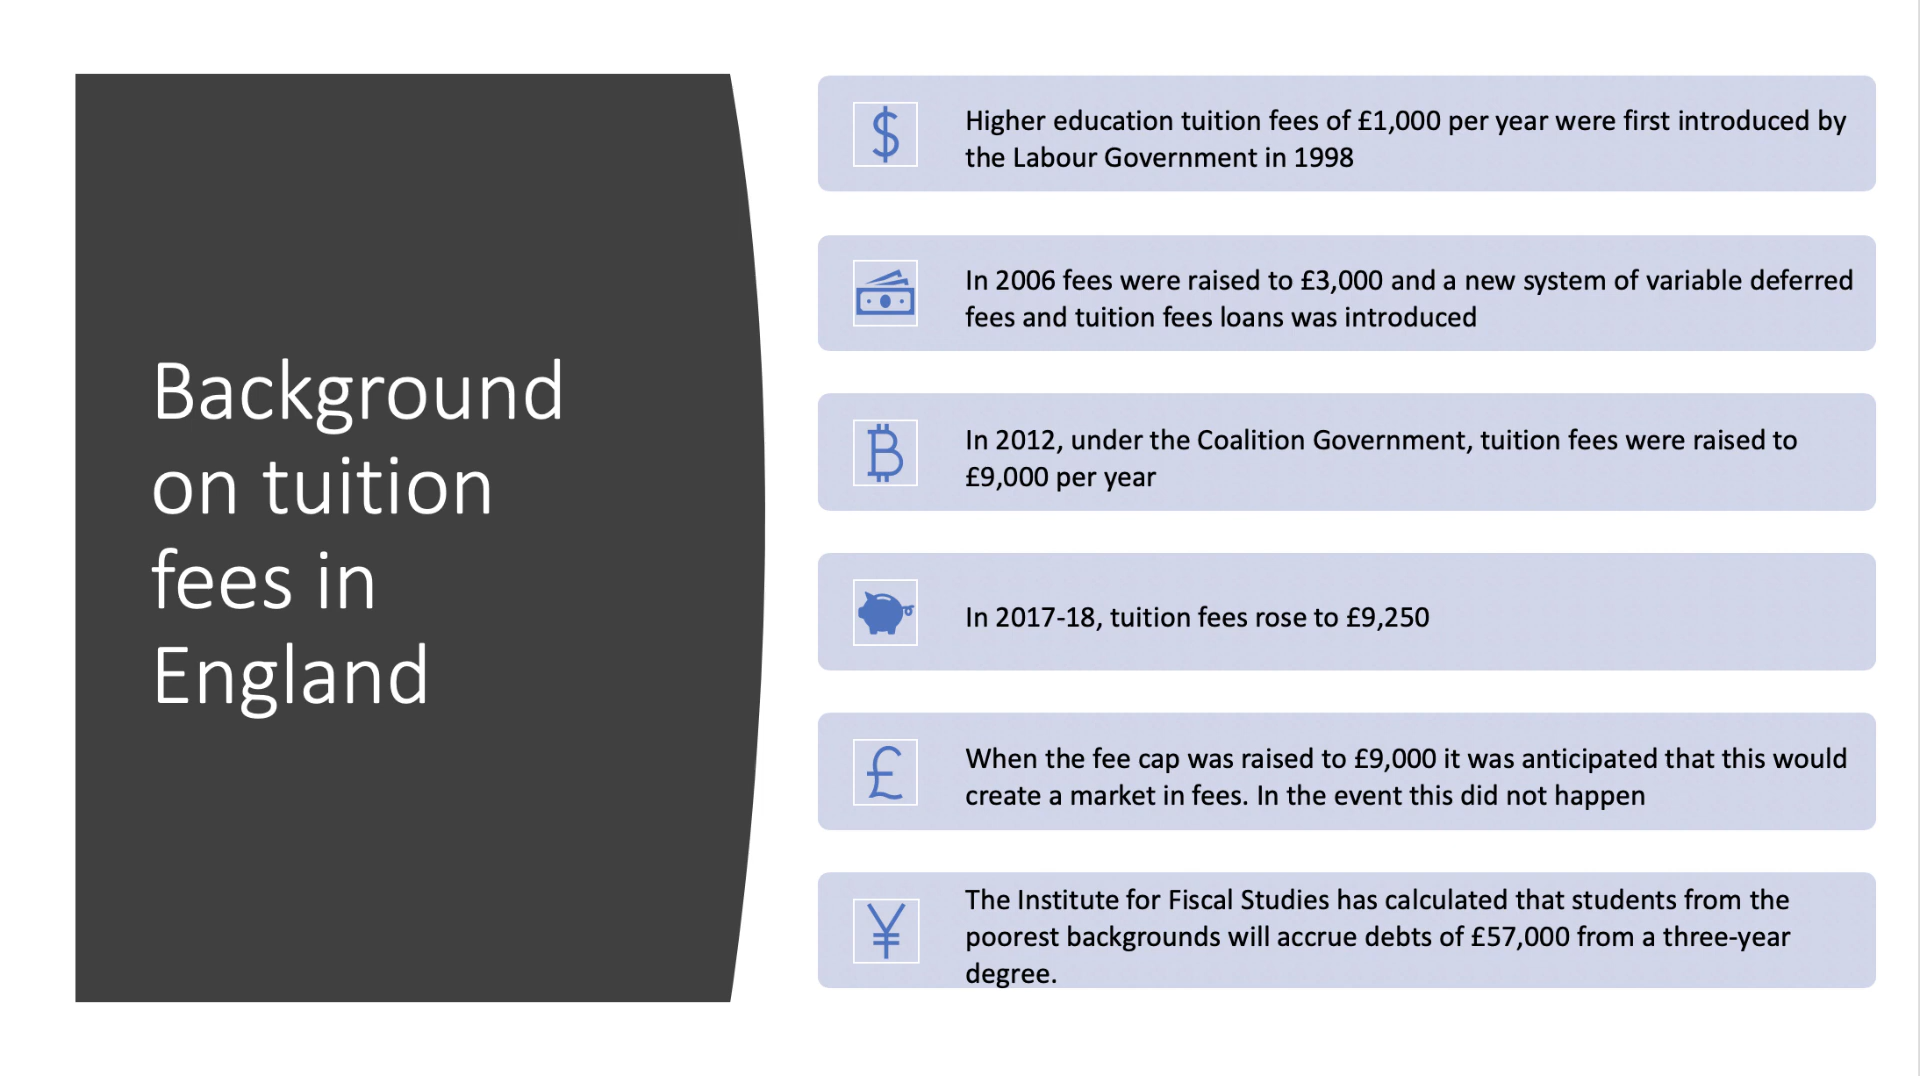 Background
on tuition
fees in
England
$
Higher education tuition fees of £1,000 per year were first introduced by
the Labour Government in 1998
In 2006 fees were raised to £3,000 and a new system of variable deferred
fees and tuition fees loans was introduced
₿
In 2012, under the Coalition Government, tuition fees were raised to
£9,000 per year
In 2017-18, tuition fees rose to £9,250
£
When the fee cap was raised to £9,000 it was anticipated that this would
create a market in fees. In the event this did not happen
¥
The Institute for Fiscal Studies has calculated that students from the
poorest backgrounds will accrue debts of £57,000 from a three-year
degree.